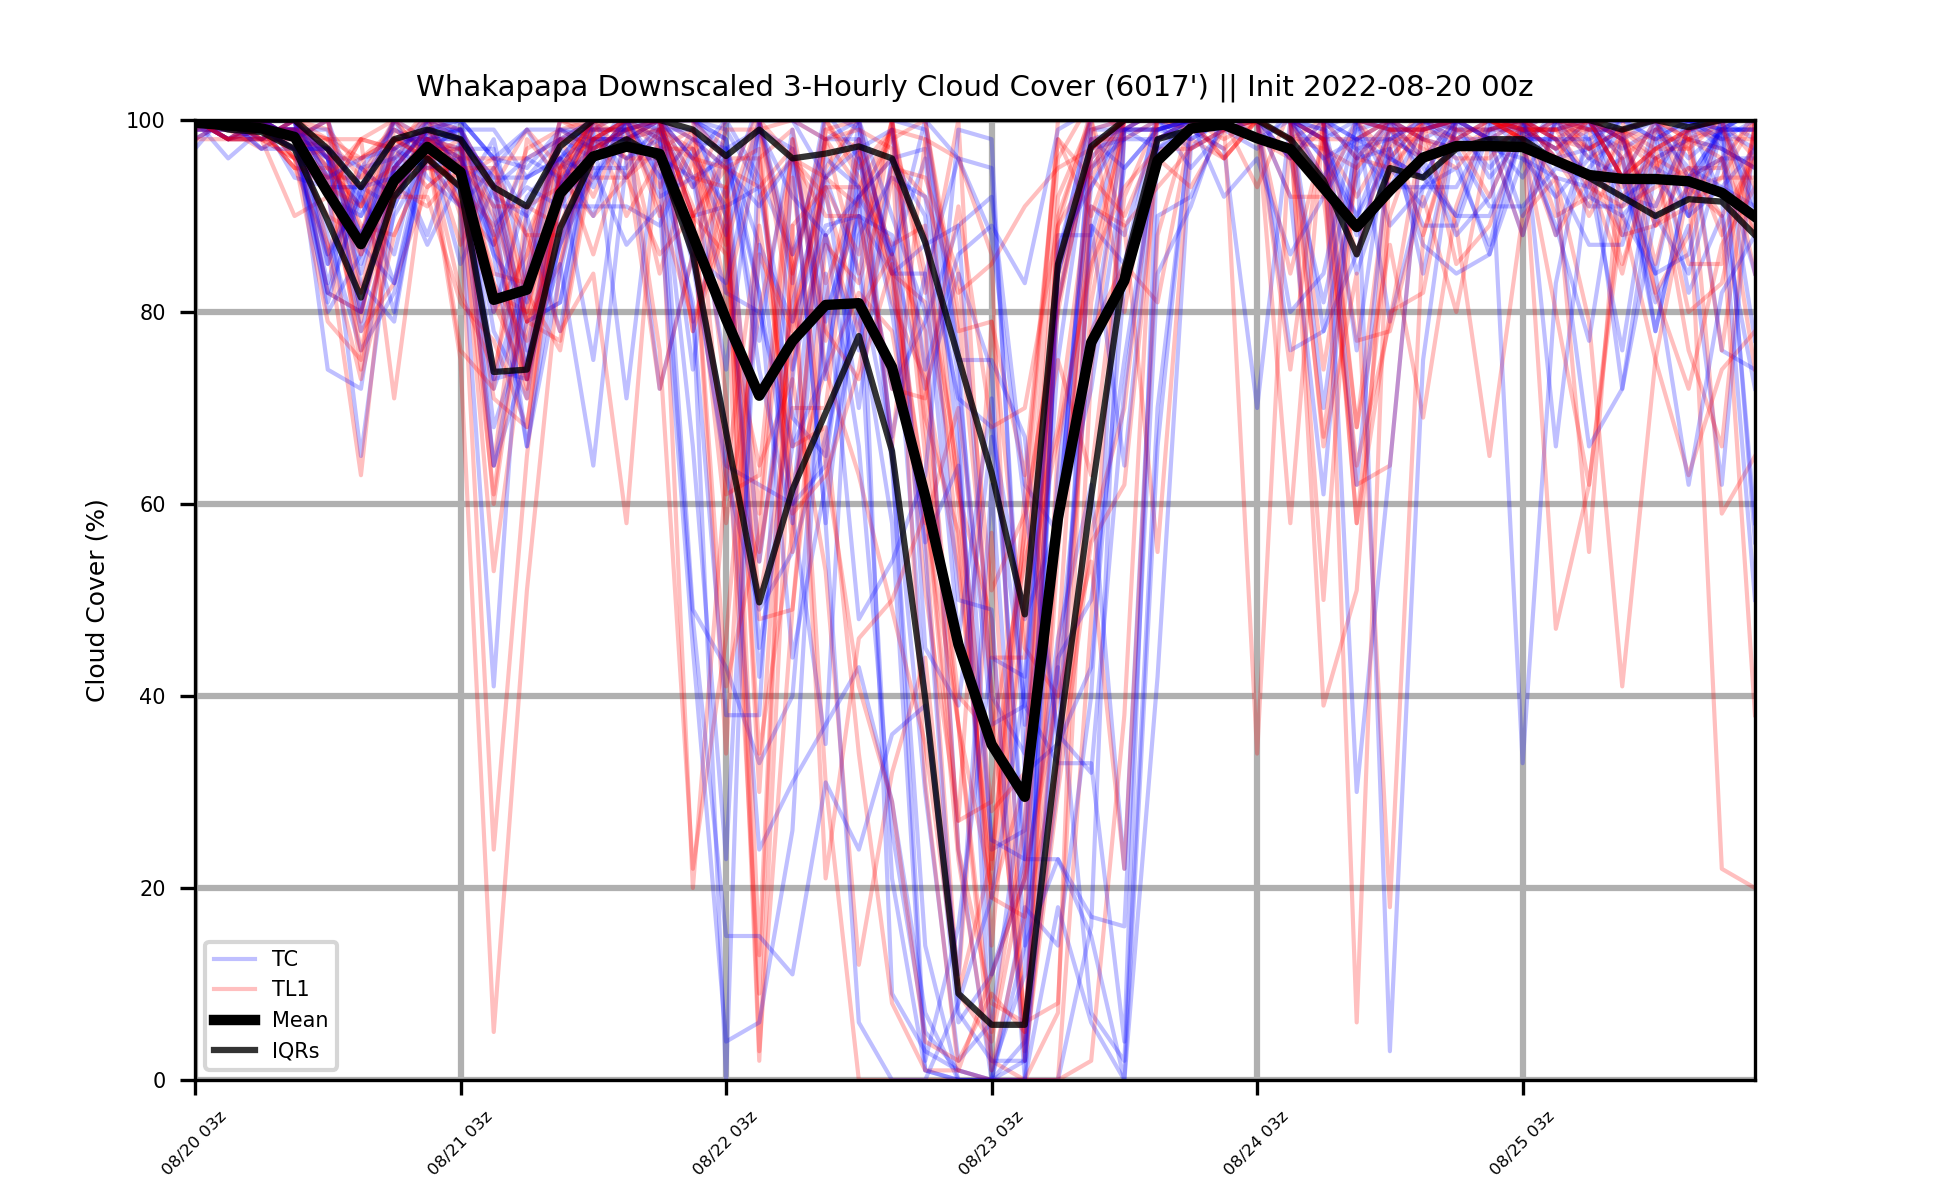 Whakapapa Downscaled 3-Hourly Cloud Cover (6017') || Init 2022-08-20 00z
Cloud Cover (%)
100
80
60
40
20
0
TC
TL1
Mean
IQRs
08/20 03z
08/21 03z
08/22 03z
08/23 03z
08/24 03z
08/25 03z